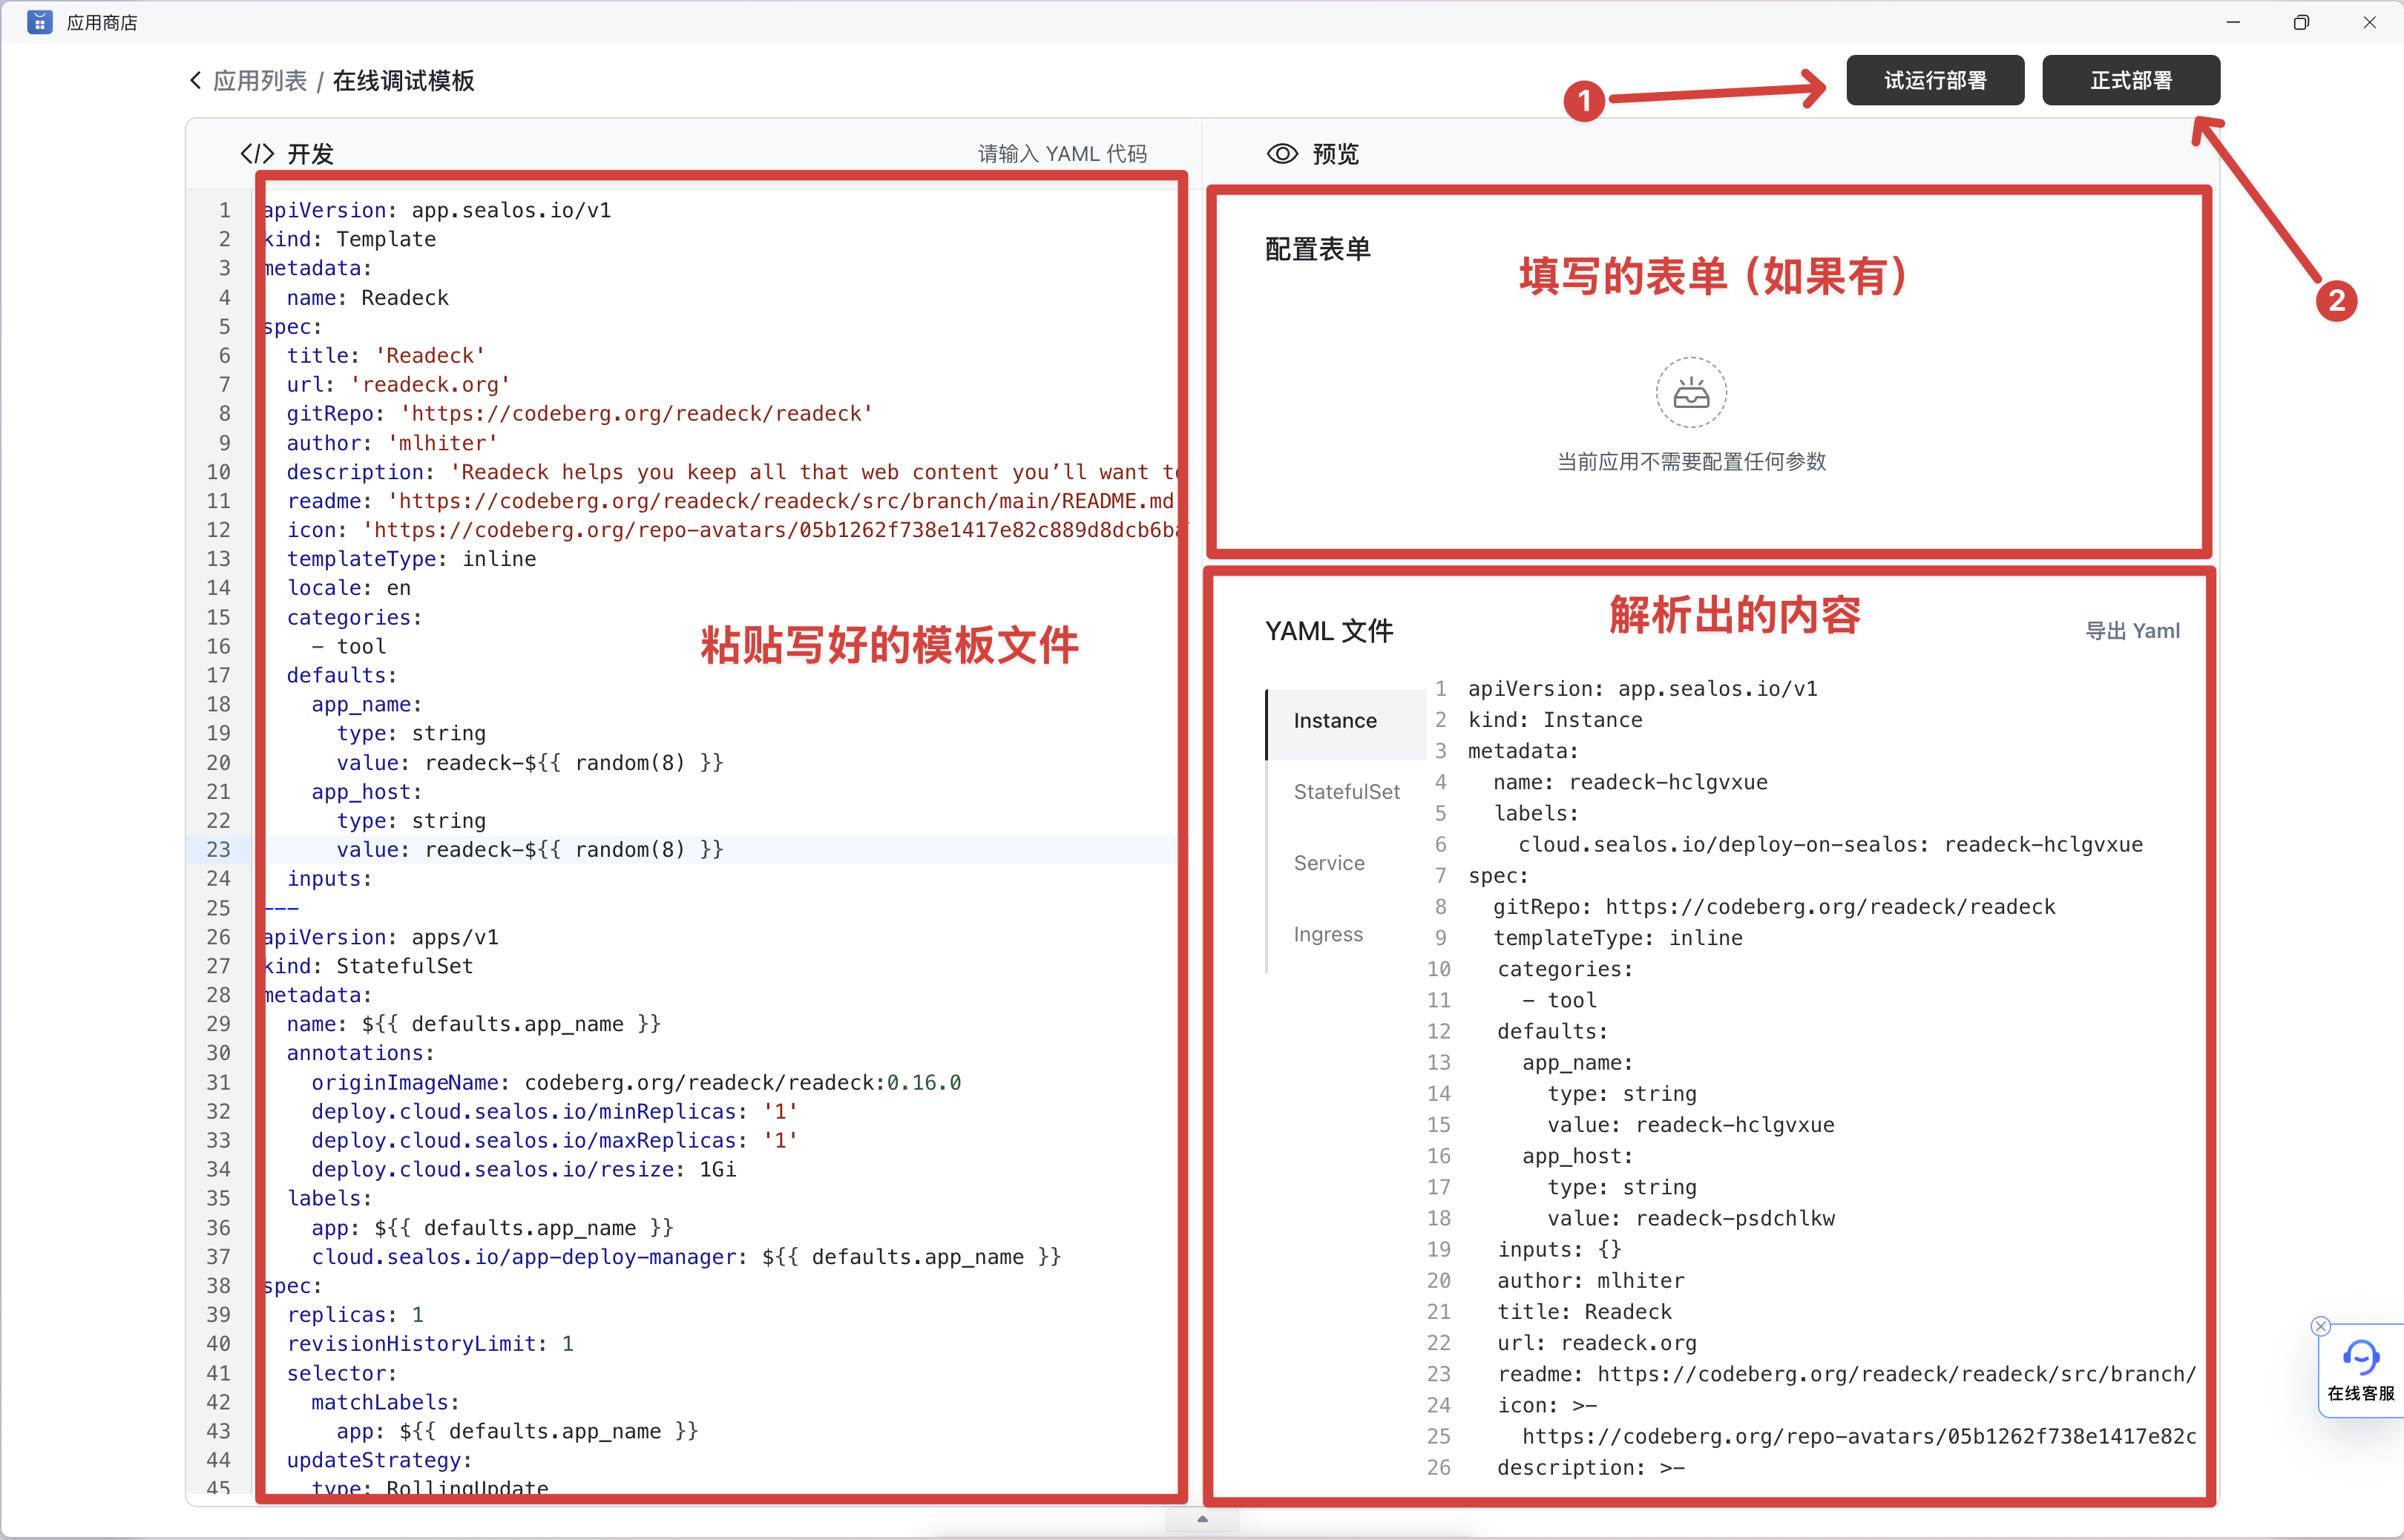 应用商店
应用列表 / 在线调试模板
1
试运行部署
正式部署
2
开发
请输入 YAML 代码
1 apiVersion: app.sealos.io/v1
2 kind: Template
3 metadata:
4 name: Readeck
5 spec:
6 title: 'Readeck'
7 url: 'readeck.org'
8 gitRepo: 'https://codeberg.org/readeck/readeck'
9 author: 'mlhiter'
10 description: 'Readeck helps you keep all that web content you’ll want to
11 readme: 'https://codeberg.org/readeck/readeck/src/branch/main/README.md
12 icon: 'https://codeberg.org/repo-avatars/05b1262f738e1417e82c889d8dcb6ba
13 templateType: inline
14 locale: en
15 categories:
16 - tool
17 defaults:
18 app_name:
19 type: string
20 value: readeck-${{ random(8) }}
21 app_host:
22 type: string
23 value: readeck-${{ random(8) }}
24 inputs:
25 ---
26 apiVersion: apps/v1
27 kind: StatefulSet
28 metadata:
29 name: ${{ defaults.app_name }}
30 annotations:
31 originImageName: codeberg.org/readeck/readeck:0.16.0
32 deploy.cloud.sealos.io/minReplicas: '1'
33 deploy.cloud.sealos.io/maxReplicas: '1'
34 deploy.cloud.sealos.io/resize: 1Gi
35 labels:
36 app: ${{ defaults.app_name }}
37 cloud.sealos.io/app-deploy-manager: ${{ defaults.app_name }}
38 spec:
39 replicas: 1
40 revisionHistoryLimit: 1
41 selector:
42 matchLabels:
43 app: ${{ defaults.app_name }}
44 updateStrategy:
45 type: RollingUpdate
粘贴写好的模板文件
预览
配置表单
填写的表单（如果有）
当前应用不需要配置任何参数
YAML 文件
解析出的内容
导出 Yaml
Instance
StatefulSet
Service
Ingress
1 apiVersion: app.sealos.io/v1
2 kind: Instance
3 metadata:
4 name: readeck-hclgvxue
5 labels:
6 cloud.sealos.io/deploy-on-sealos: readeck-hclgvxue
7 spec:
8 gitRepo: https://codeberg.org/readeck/readeck
9 templateType: inline
10 categories:
11 - tool
12 defaults:
13 app_name:
14 type: string
15 value: readeck-hclgvxue
16 app_host:
17 type: string
18 value: readeck-psdchlkw
19 inputs: {}
20 author: mlhiter
21 title: Readeck
22 url: readeck.org
23 readme: https://codeberg.org/readeck/readeck/src/branch/
24 icon: >-
25 https://codeberg.org/repo-avatars/05b1262f738e1417e82c
26 description: >-
在线客服